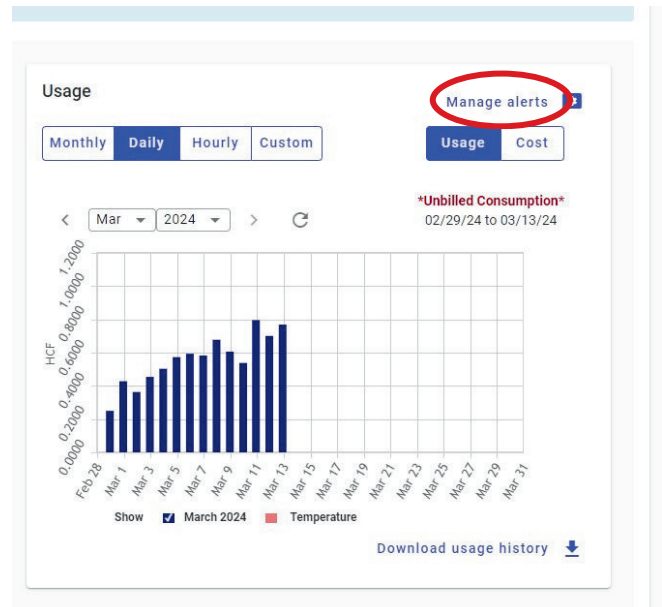 Usage
Manage alerts
Monthly Daily Hourly Custom
Usage Cost
*Unbilled Consumption*
02/29/24 to 03/13/24
Mar 2024
HCF
1.2000
1.0000
0.8000
0.6000
0.4000
0.2000
0.0000
Feb 28 Mar 1 Mar 3 Mar 5 Mar 7 Mar 9 Mar 11 Mar 13 Mar 15 Mar 17 Mar 19 Mar 21 Mar 23 Mar 25 Mar 27 Mar 29 Mar 31
Show March 2024 Temperature
Download usage history